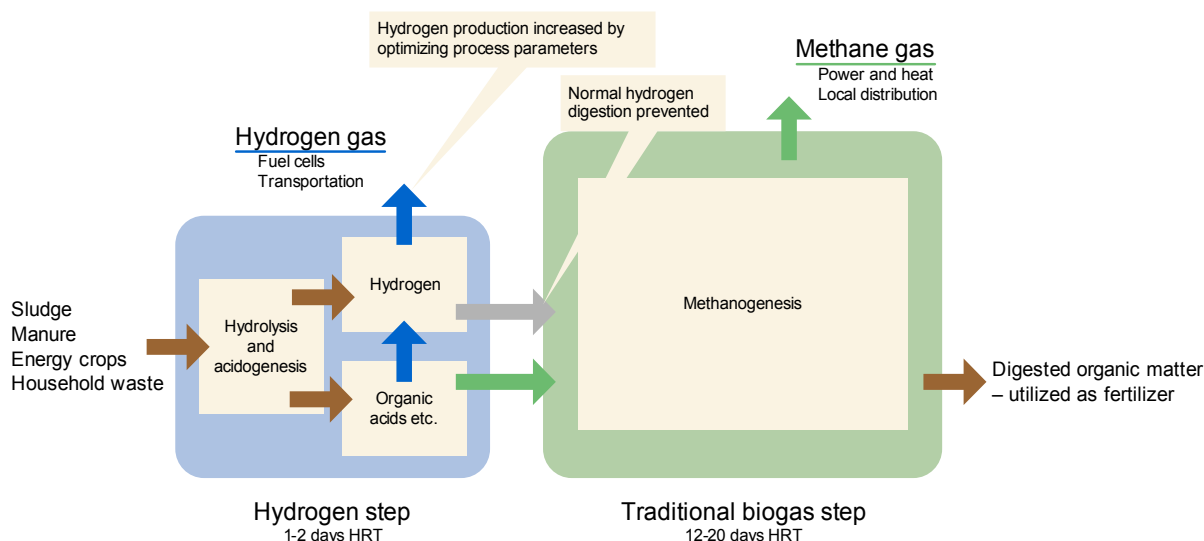 Hydrogen production increased by
optimizing process parameters
Methane gas
Power and heat
Local distribution
Normal hydrogen
digestion prevented
Hydrogen gas
Fuel cells
Transportation
Sludge
Manure
Energy crops
Household waste
Hydrolysis
and
acidogenesis
Hydrogen
Organic
acids etc.
Methanogenesis
Digested organic matter
– utilized as fertilizer
Hydrogen step
1-2 days HRT
Traditional biogas step
12-20 days HRT